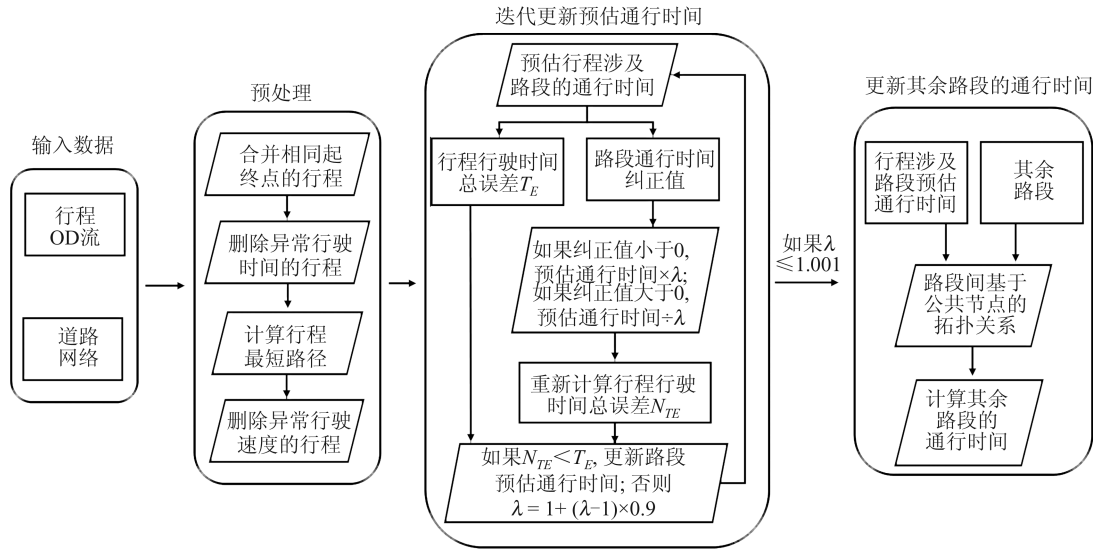 输入数据
行程
OD流
道路
网络
预处理
合并相同起
终点的行程
删除异常行驶
时间的行程
计算行程
最短路径
删除异常行驶
速度的行程
迭代更新预估通行时间
预估行程涉及
路段的通行时间
行程行驶时间
总误差T_E
路段通行时间
纠正值
如果纠正值小于0,
预估通行时间×λ;
如果纠正值大于0,
预估通行时间÷λ
重新计算行程行驶
时间总误差N_TE
如果N_TE＜T_E, 更新路段
预估通行时间; 否则
λ = 1+ (λ−1)×0.9
如果λ
≤1.001
更新其余路段的通行时间
行程涉及
路段预估
通行时间
其余
路段
路段间基于
公共节点的
拓扑关系
计算其余
路段的
通行时间